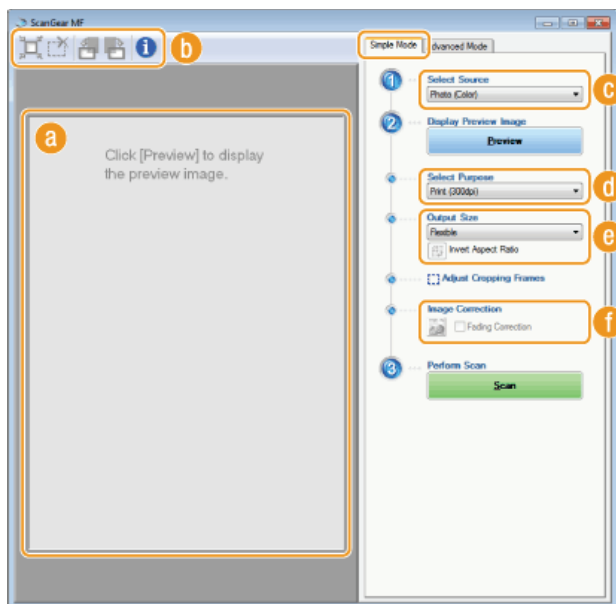 ScanGear MF
b
Simple Mode
Advanced Mode
1
Select Source
Photo (Color)
c
2
Display Preview Image
Preview
a
Click [Preview] to display
the preview image.
Select Purpose
Print (300dpi)
d
Output Size
Flexible
e
Invert Aspect Ratio
Adjust Cropping Frames
Image Correction
Fading Correction
f
3
Perform Scan
Scan